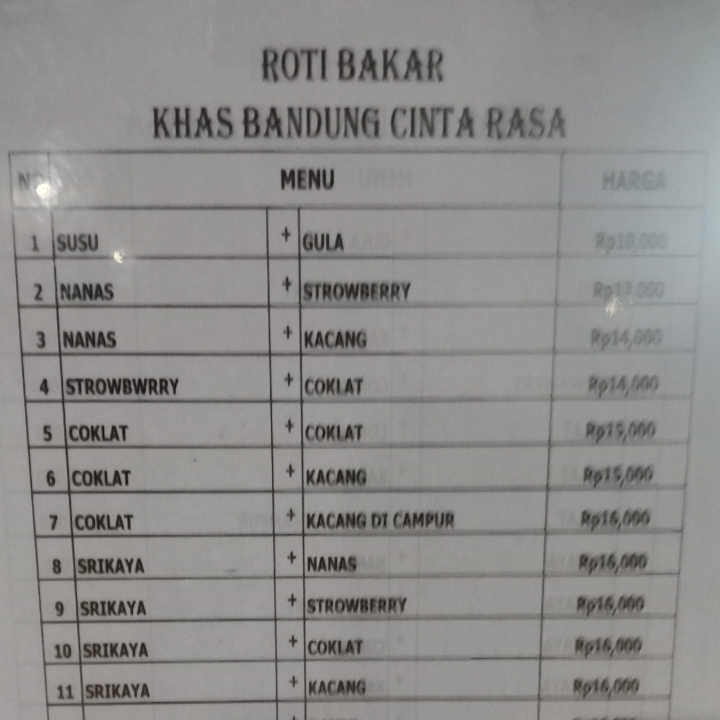 ROTI BAKAR
KHAS BANDUNG CINTA RASA
NO MENU HARGA
1 SUSU + GULA Rp10,000
2 NANAS + STROWBERRY Rp13,000
3 NANAS + KACANG Rp14,000
4 STROWBWRRY + COKLAT Rp14,000
5 COKLAT + COKLAT Rp15,000
6 COKLAT + KACANG Rp15,000
7 COKLAT + KACANG DI CAMPUR Rp16,000
8 SRIKAYA + NANAS Rp16,000
9 SRIKAYA + STROWBERRY Rp16,000
10 SRIKAYA + COKLAT Rp16,000
11 SRIKAYA + KACANG Rp16,000